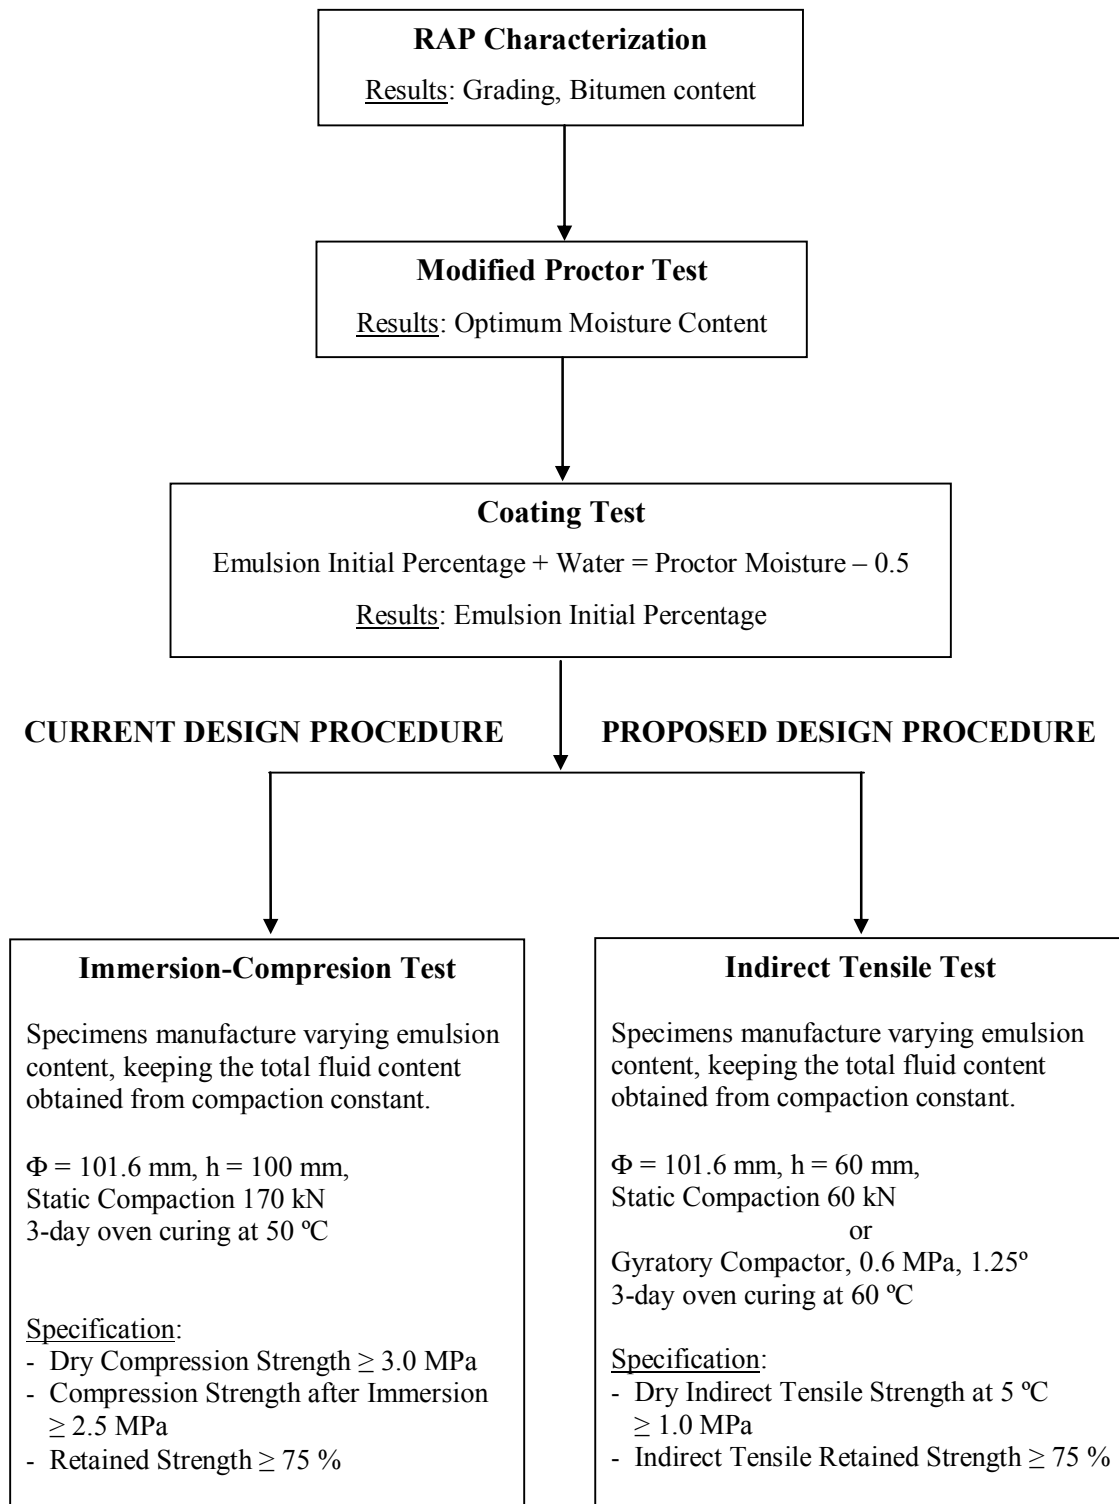 RAP Characterization
Results: Grading, Bitumen content
Modified Proctor Test
Results: Optimum Moisture Content
Coating Test
Emulsion Initial Percentage + Water = Proctor Moisture – 0.5
Results: Emulsion Initial Percentage
CURRENT DESIGN PROCEDURE
PROPOSED DESIGN PROCEDURE
Immersion-Compresion Test
Specimens manufacture varying emulsion
content, keeping the total fluid content
obtained from compaction constant.
Φ = 101.6 mm, h = 100 mm,
Static Compaction 170 kN
3-day oven curing at 50 ºC
Specification:
- Dry Compression Strength ≥ 3.0 MPa
- Compression Strength after Immersion
≥ 2.5 MPa
- Retained Strength ≥ 75 %
Indirect Tensile Test
Specimens manufacture varying emulsion
content, keeping the total fluid content
obtained from compaction constant.
Φ = 101.6 mm, h = 60 mm,
Static Compaction 60 kN
or
Gyratory Compactor, 0.6 MPa, 1.25º
3-day oven curing at 60 ºC
Specification:
- Dry Indirect Tensile Strength at 5 ºC
≥ 1.0 MPa
- Indirect Tensile Retained Strength ≥ 75 %